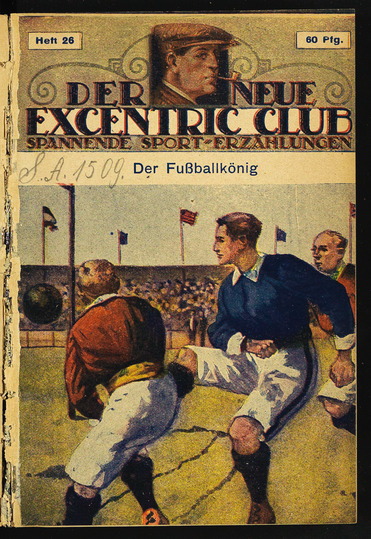 Heft 26
60 Pfg.
DER NEUE
EXCENTRIC CLUB
SPANNENDE SPORT-ERZÄHLUNGEN
S.A. 1509.
Der Fußballkönig